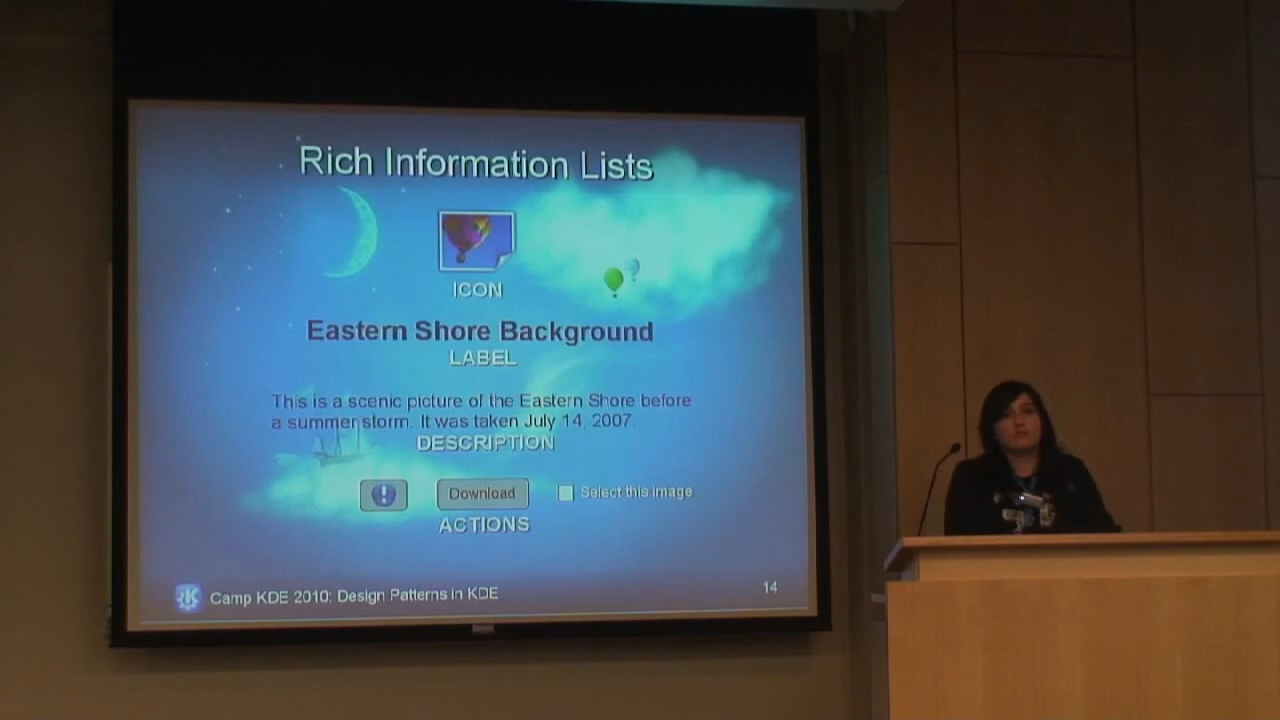 Rich Information Lists
ICON
Eastern Shore Background
LABEL
This is a scenic picture of the Eastern Shore before
a summer storm. It was taken July 14, 2007.
DESCRIPTION
! Download Select this image
ACTIONS
Camp KDE 2010: Design Patterns in KDE 14